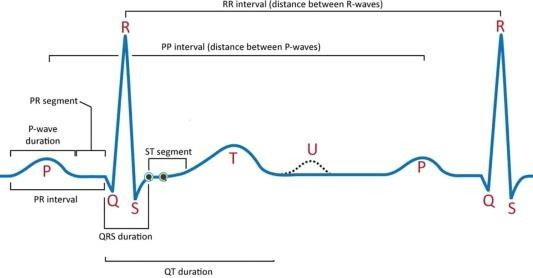 RR interval (distance between R-waves)
R
R
PP interval (distance between P-waves)
PR segment
P-wave
duration
ST segment
P
T
U
P
PR interval
Q
S
Q
S
QRS duration
QT duration